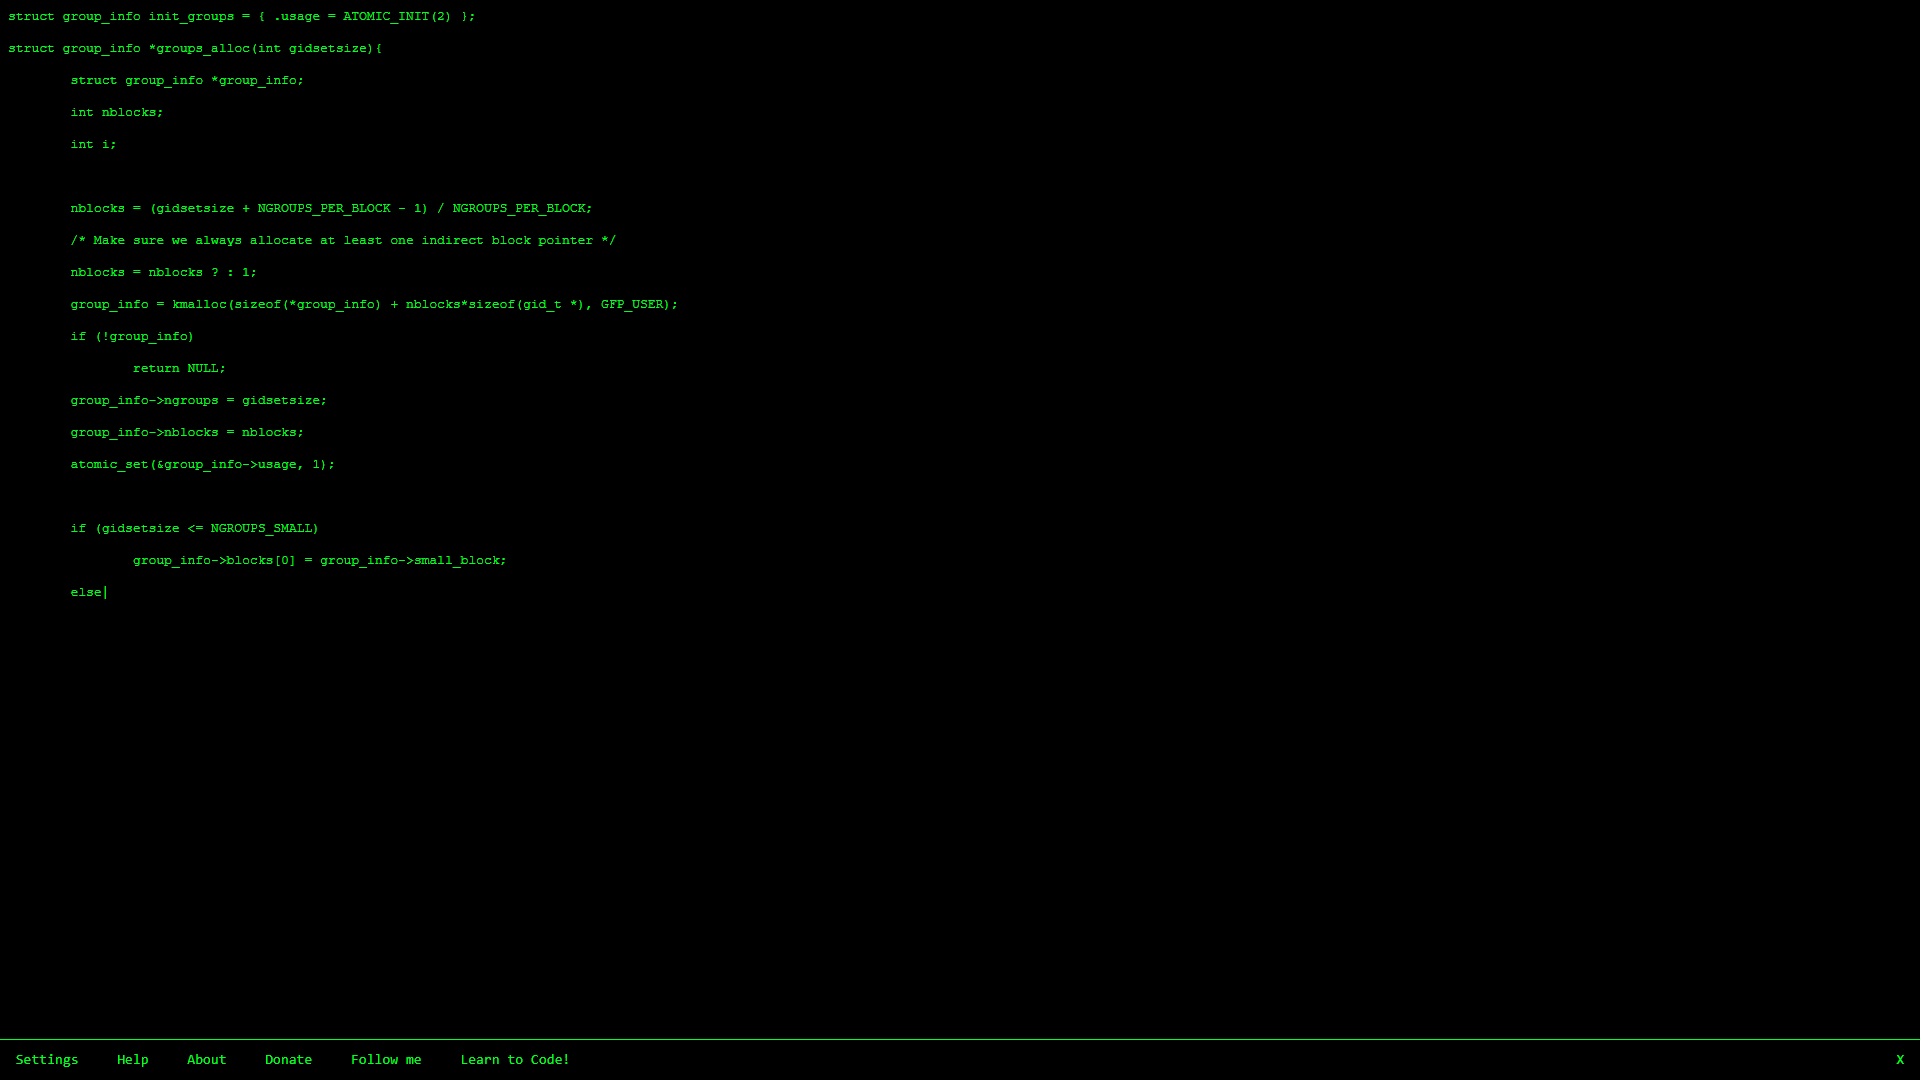 struct group_info init_groups = { .usage = ATOMIC_INIT(2) };
struct group_info *groups_alloc(int gidsetsize){
struct group_info *group_info;
int nblocks;
int i;
nblocks = (gidsetsize + NGROUPS_PER_BLOCK - 1) / NGROUPS_PER_BLOCK;
/* Make sure we always allocate at least one indirect block pointer */
nblocks = nblocks ? : 1;
group_info = kmalloc(sizeof(*group_info) + nblocks*sizeof(gid_t *), GFP_USER);
if (!group_info)
return NULL;
group_info->ngroups = gidsetsize;
group_info->nblocks = nblocks;
atomic_set(&group_info->usage, 1);
if (gidsetsize <= NGROUPS_SMALL)
group_info->blocks[0] = group_info->small_block;
else|
Settings Help About Donate Follow me Learn to Code! X